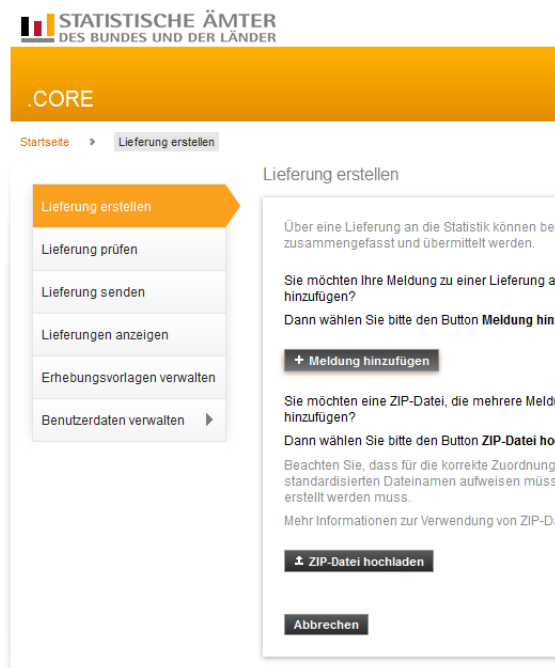 STATISTISCHE ÄMTER
DES BUNDES UND DER LÄNDER
.CORE
Startseite > Lieferung erstellen
Lieferung erstellen
Lieferung erstellen
Lieferung prüfen
Lieferung senden
Lieferungen anzeigen
Erhebungsvorlagen verwalten
Benutzerdaten verwalten
Über eine Lieferung an die Statistik können be
zusammengefasst und übermittelt werden.
Sie möchten Ihre Meldung zu einer Lieferung a
hinzufügen?
Dann wählen Sie bitte den Button Meldung hin
+ Meldung hinzufügen
Sie möchten eine ZIP-Datei, die mehrere Meld
hinzufügen?
Dann wählen Sie bitte den Button ZIP-Datei ho
Beachten Sie, dass für die korrekte Zuordnung
standardisierten Dateinamen aufweisen müss
erstellt werden muss.
Mehr Informationen zur Verwendung von ZIP-Da
ZIP-Datei hochladen
Abbrechen